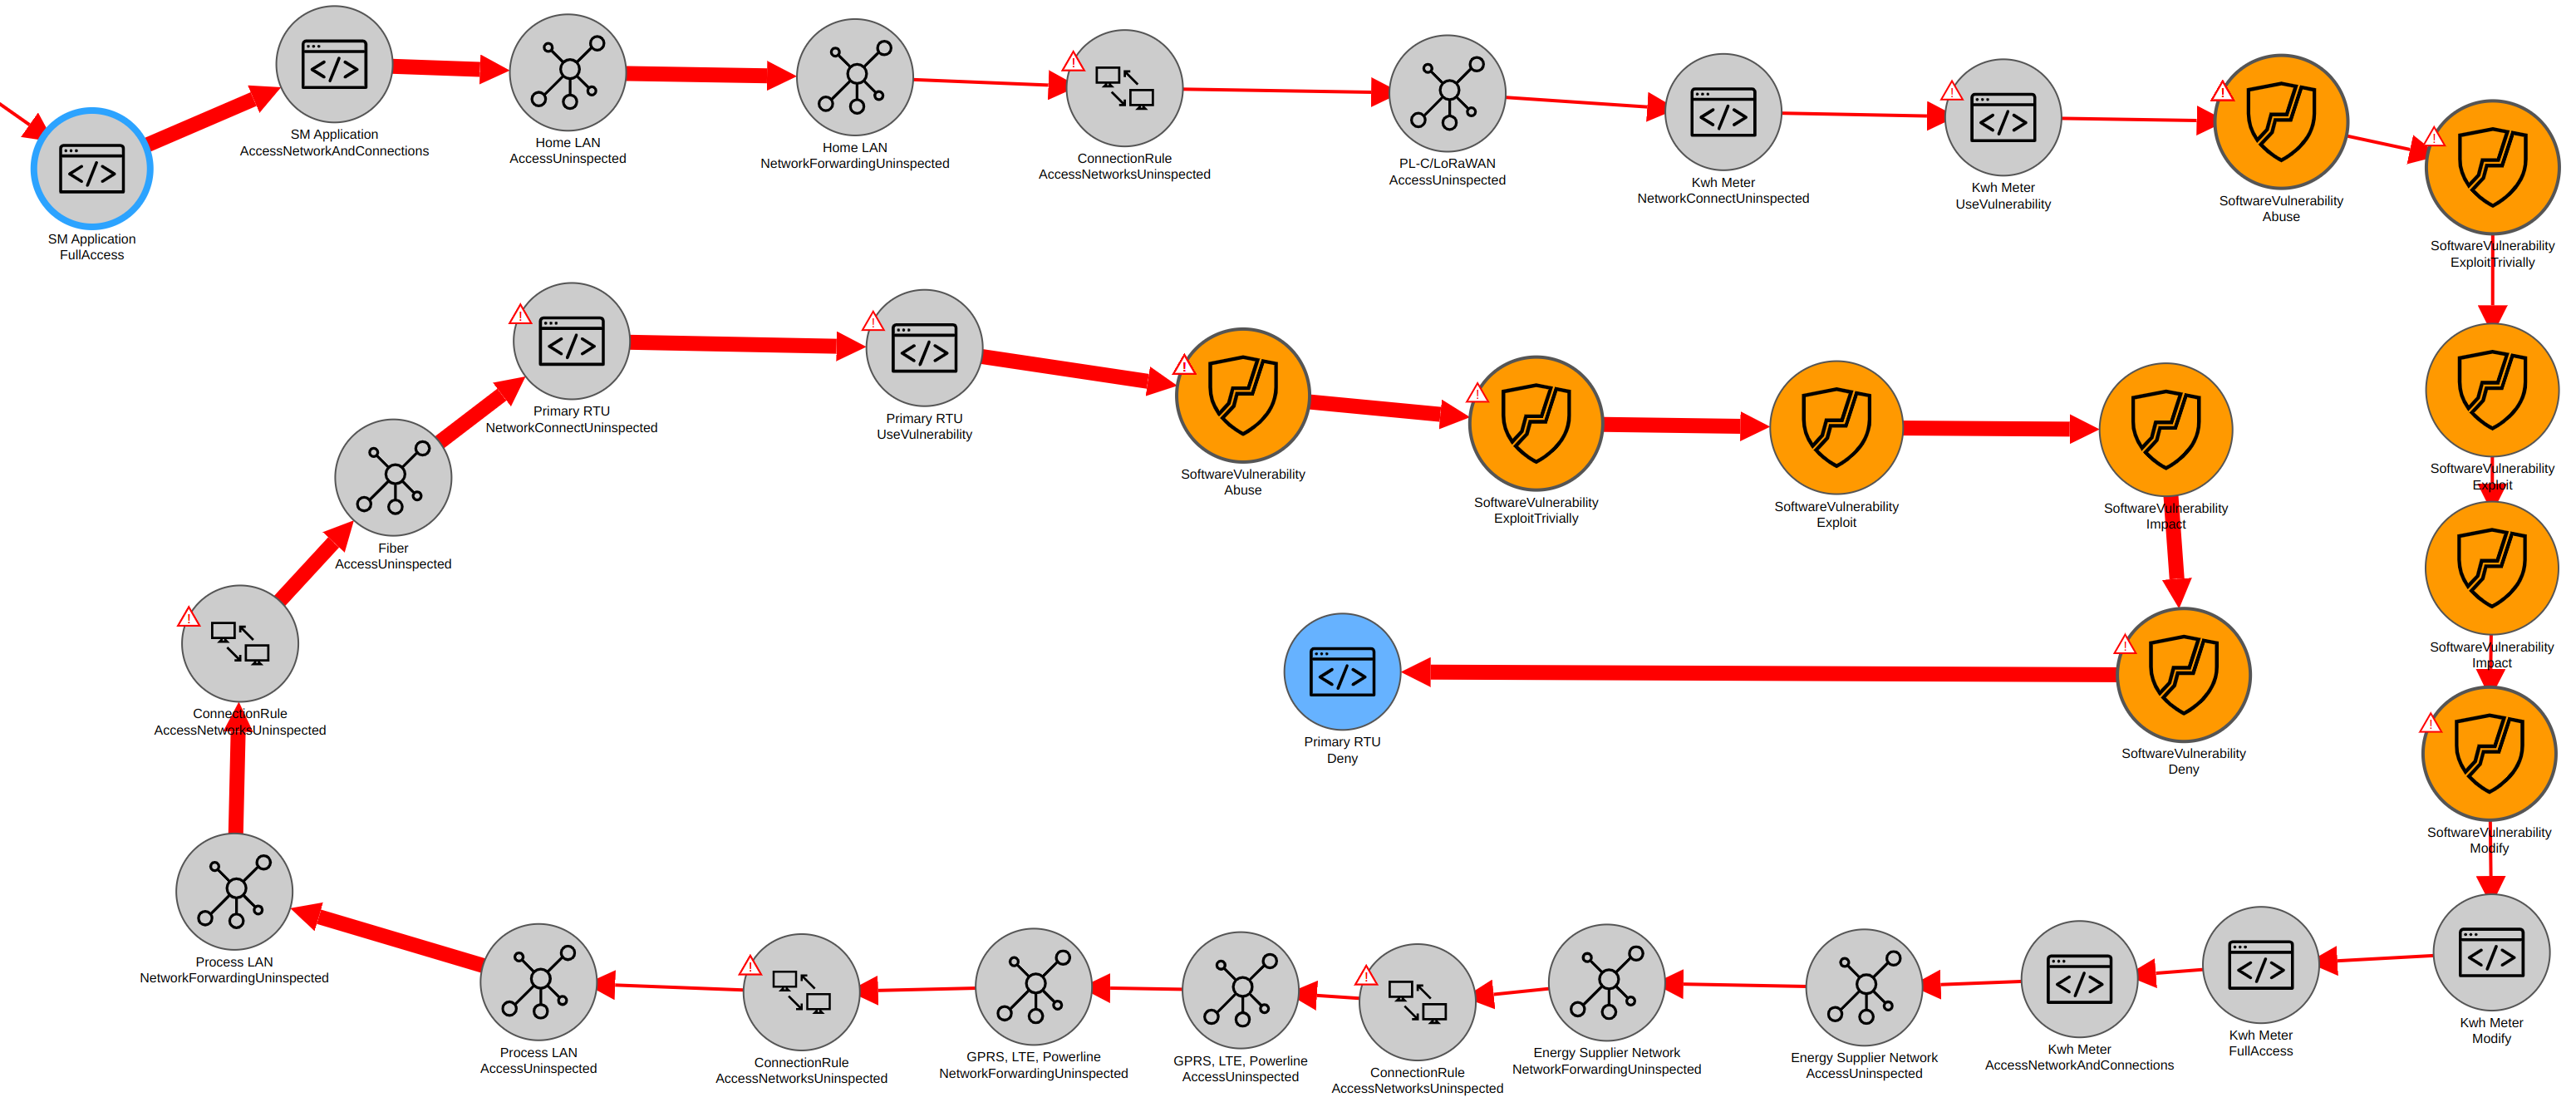 SM Application
FullAccess
SM Application
AccessNetworkAndConnections
Home LAN
AccessUninspected
Home LAN
NetworkForwardingUninspected
ConnectionRule
AccessNetworksUninspected
PL-C/LoRaWAN
AccessUninspected
Kwh Meter
NetworkConnectUninspected
Kwh Meter
UseVulnerability
SoftwareVulnerability
Abuse
SoftwareVulnerability
ExploitTrivially
SoftwareVulnerability
Exploit
SoftwareVulnerability
Impact
SoftwareVulnerability
Modify
Kwh Meter
Modify
Kwh Meter
FullAccess
Kwh Meter
AccessNetworkAndConnections
Energy Supplier Network
AccessUninspected
Energy Supplier Network
NetworkForwardingUninspected
ConnectionRule
AccessNetworksUninspected
GPRS, LTE, Powerline
AccessUninspected
GPRS, LTE, Powerline
NetworkForwardingUninspected
ConnectionRule
AccessNetworksUninspected
Process LAN
AccessUninspected
Process LAN
NetworkForwardingUninspected
ConnectionRule
AccessNetworksUninspected
Fiber
AccessUninspected
Primary RTU
NetworkConnectUninspected
Primary RTU
UseVulnerability
SoftwareVulnerability
Abuse
SoftwareVulnerability
ExploitTrivially
SoftwareVulnerability
Exploit
SoftwareVulnerability
Impact
SoftwareVulnerability
Deny
Primary RTU
Deny